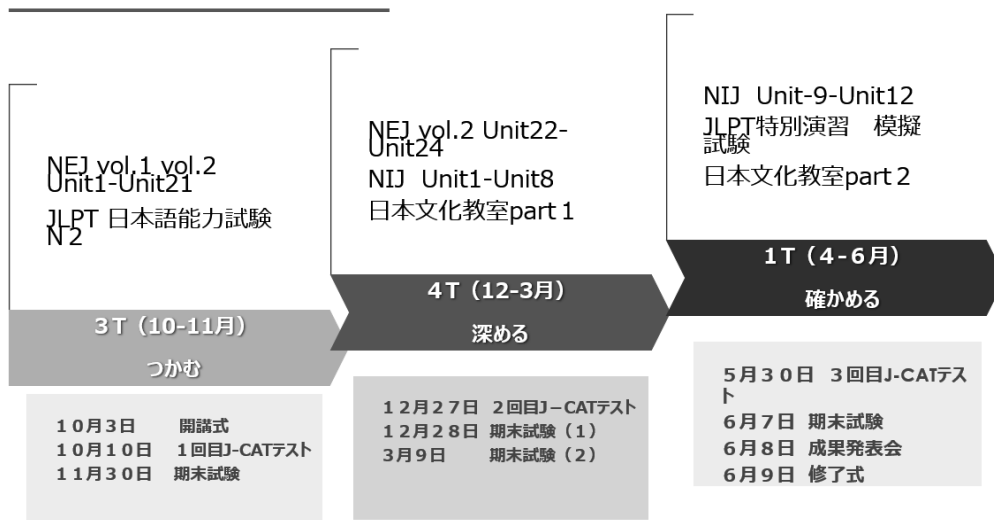 NEJ vol.1 vol.2
Unit1-Unit21
JLPT 日本語能力試験
N２
３T（10-11月）
つかむ
１０月３日　　開講式
１０月１０日　１回目J-CATテスト
１１月３０日　期末試験
NEJ vol.2 Unit22-
Unit24
NIJ Unit1-Unit8
日本文化教室part１
４T（12-3月）
深める
１２月２７日 ２回目J－CATテスト
１２月２８日 期末試験（１）
３月９日　　期末試験（２）
NIJ Unit-9-Unit12
JLPT特別演習　模擬
試験
日本文化教室part２
１T（４-６月）
確かめる
５月３０日 ３回目J-CATテス
ト
６月７日 期末試験
６月８日 成果発表会
６月９日 修了式